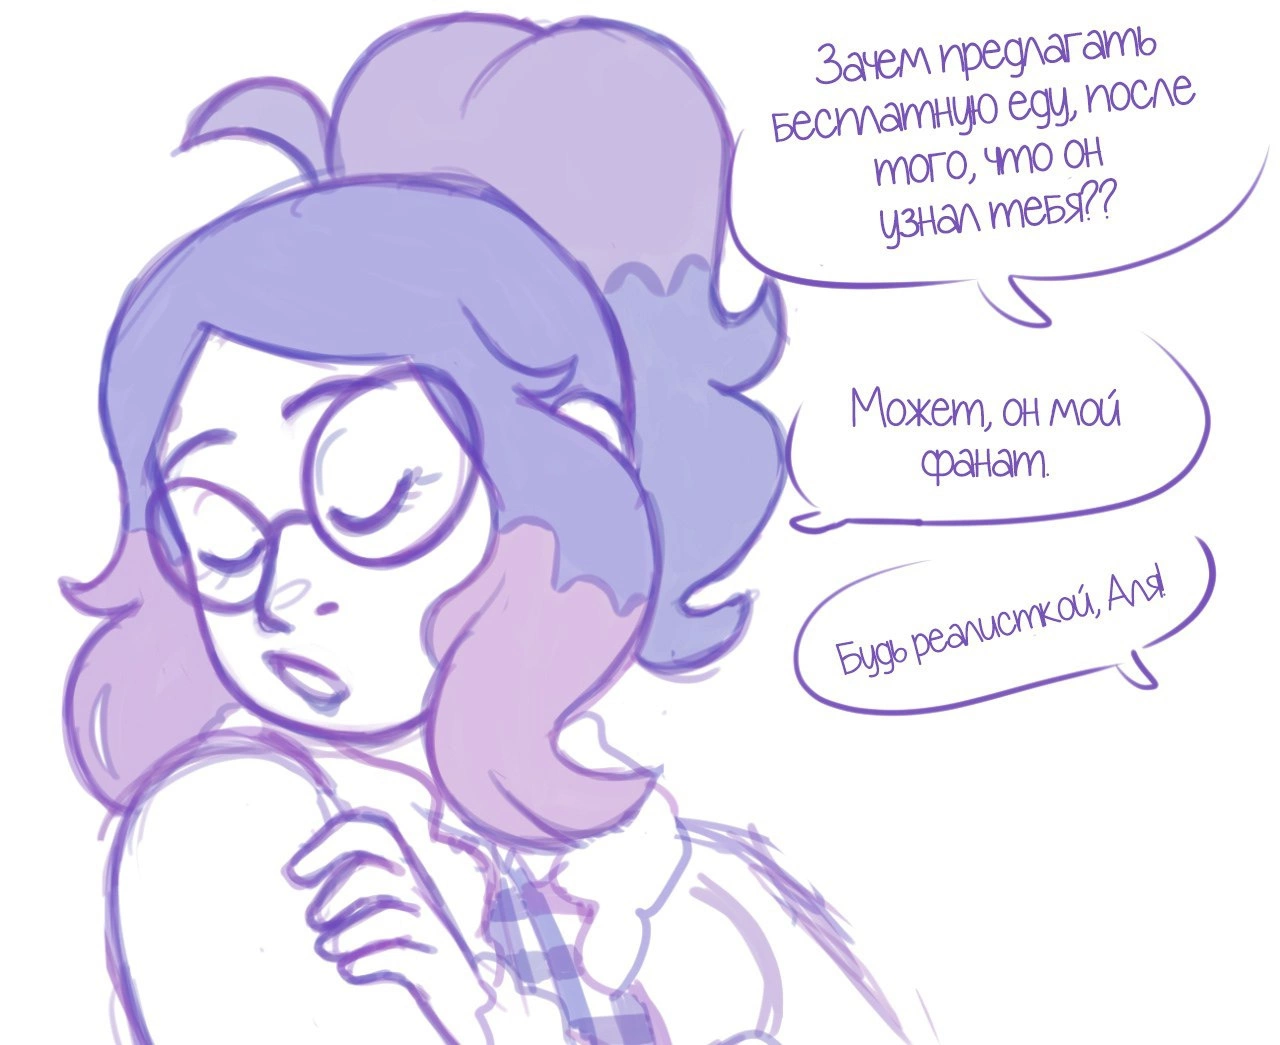 Зачем предлагать
бесплатную еду, после
того, что он
узнал тебя??
Может, он мой
фанат.
Будь реалисткой, Аля!